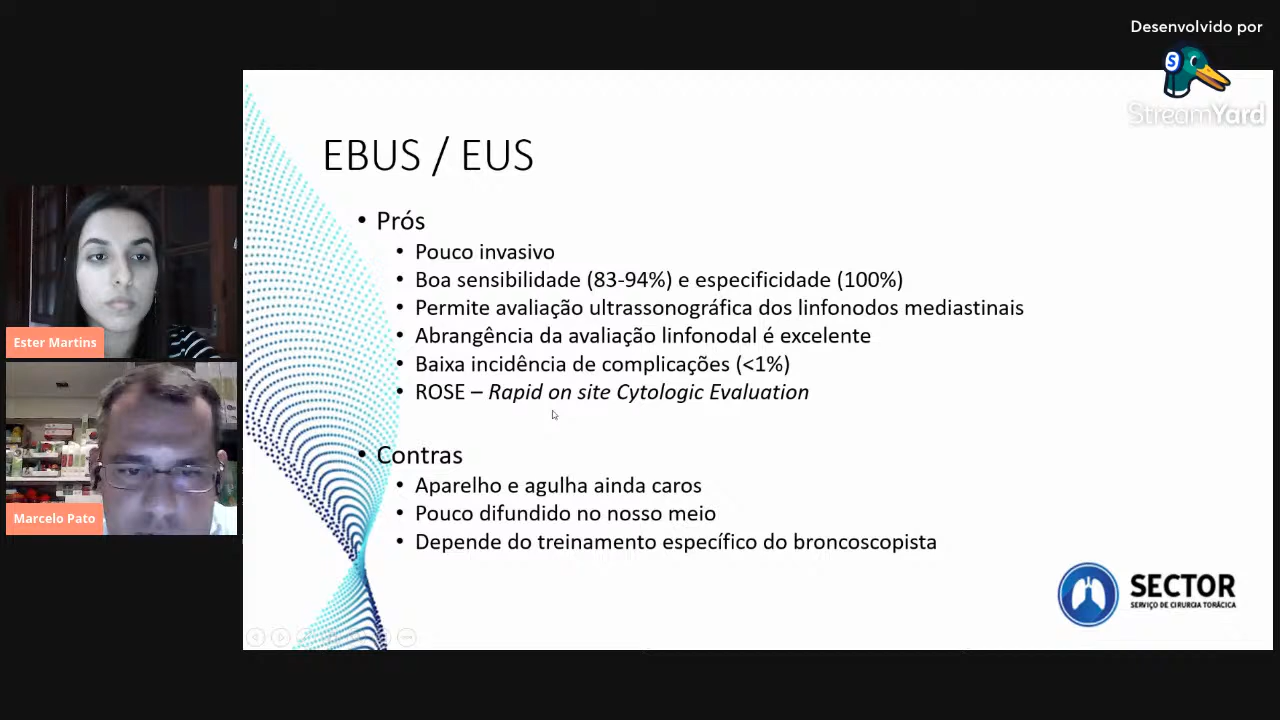 Desenvolvido por
S
StreamYard
EBUS / EUS
• Prós
• Pouco invasivo
• Boa sensibilidade (83-94%) e especificidade (100%)
• Permite avaliação ultrassonográfica dos linfonodos mediastinais
• Abrangência da avaliação linfonodal é excelente
• Baixa incidência de complicações (<1%)
• ROSE – Rapid on site Cytologic Evaluation
• Contras
• Aparelho e agulha ainda caros
• Pouco difundido no nosso meio
• Depende do treinamento específico do broncoscopista
Ester Martins
Marcelo Pato
SECTOR
SERVIÇO DE CIRURGIA TORÁCICA